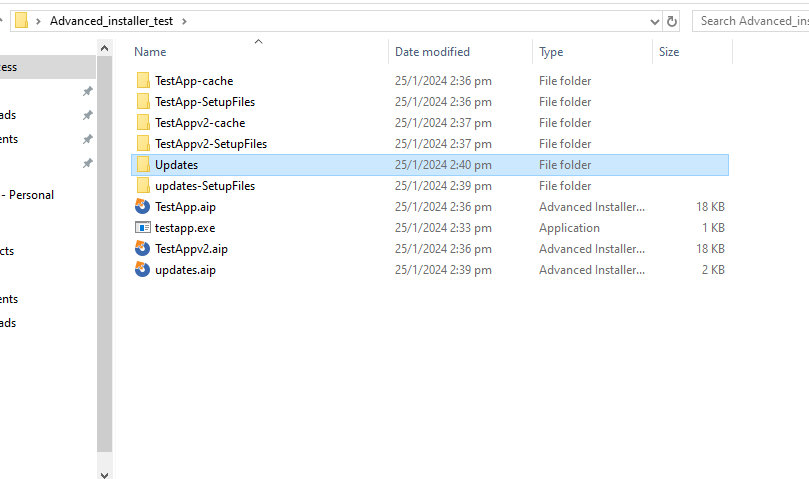 Advanced_installer_test
Search Advanced_ins
cess
ads
ents
- Personal
cts
ents
ads
Name Date modified Type Size
TestApp-cache 25/1/2024 2:36 pm File folder
TestApp-SetupFiles 25/1/2024 2:36 pm File folder
TestAppv2-cache 25/1/2024 2:37 pm File folder
TestAppv2-SetupFiles 25/1/2024 2:37 pm File folder
Updates 25/1/2024 2:40 pm File folder
updates-SetupFiles 25/1/2024 2:39 pm File folder
TestApp.aip 25/1/2024 2:36 pm Advanced Installer... 18 KB
testapp.exe 25/1/2024 2:33 pm Application 1 KB
TestAppv2.aip 25/1/2024 2:36 pm Advanced Installer... 18 KB
updates.aip 25/1/2024 2:39 pm Advanced Installer... 2 KB